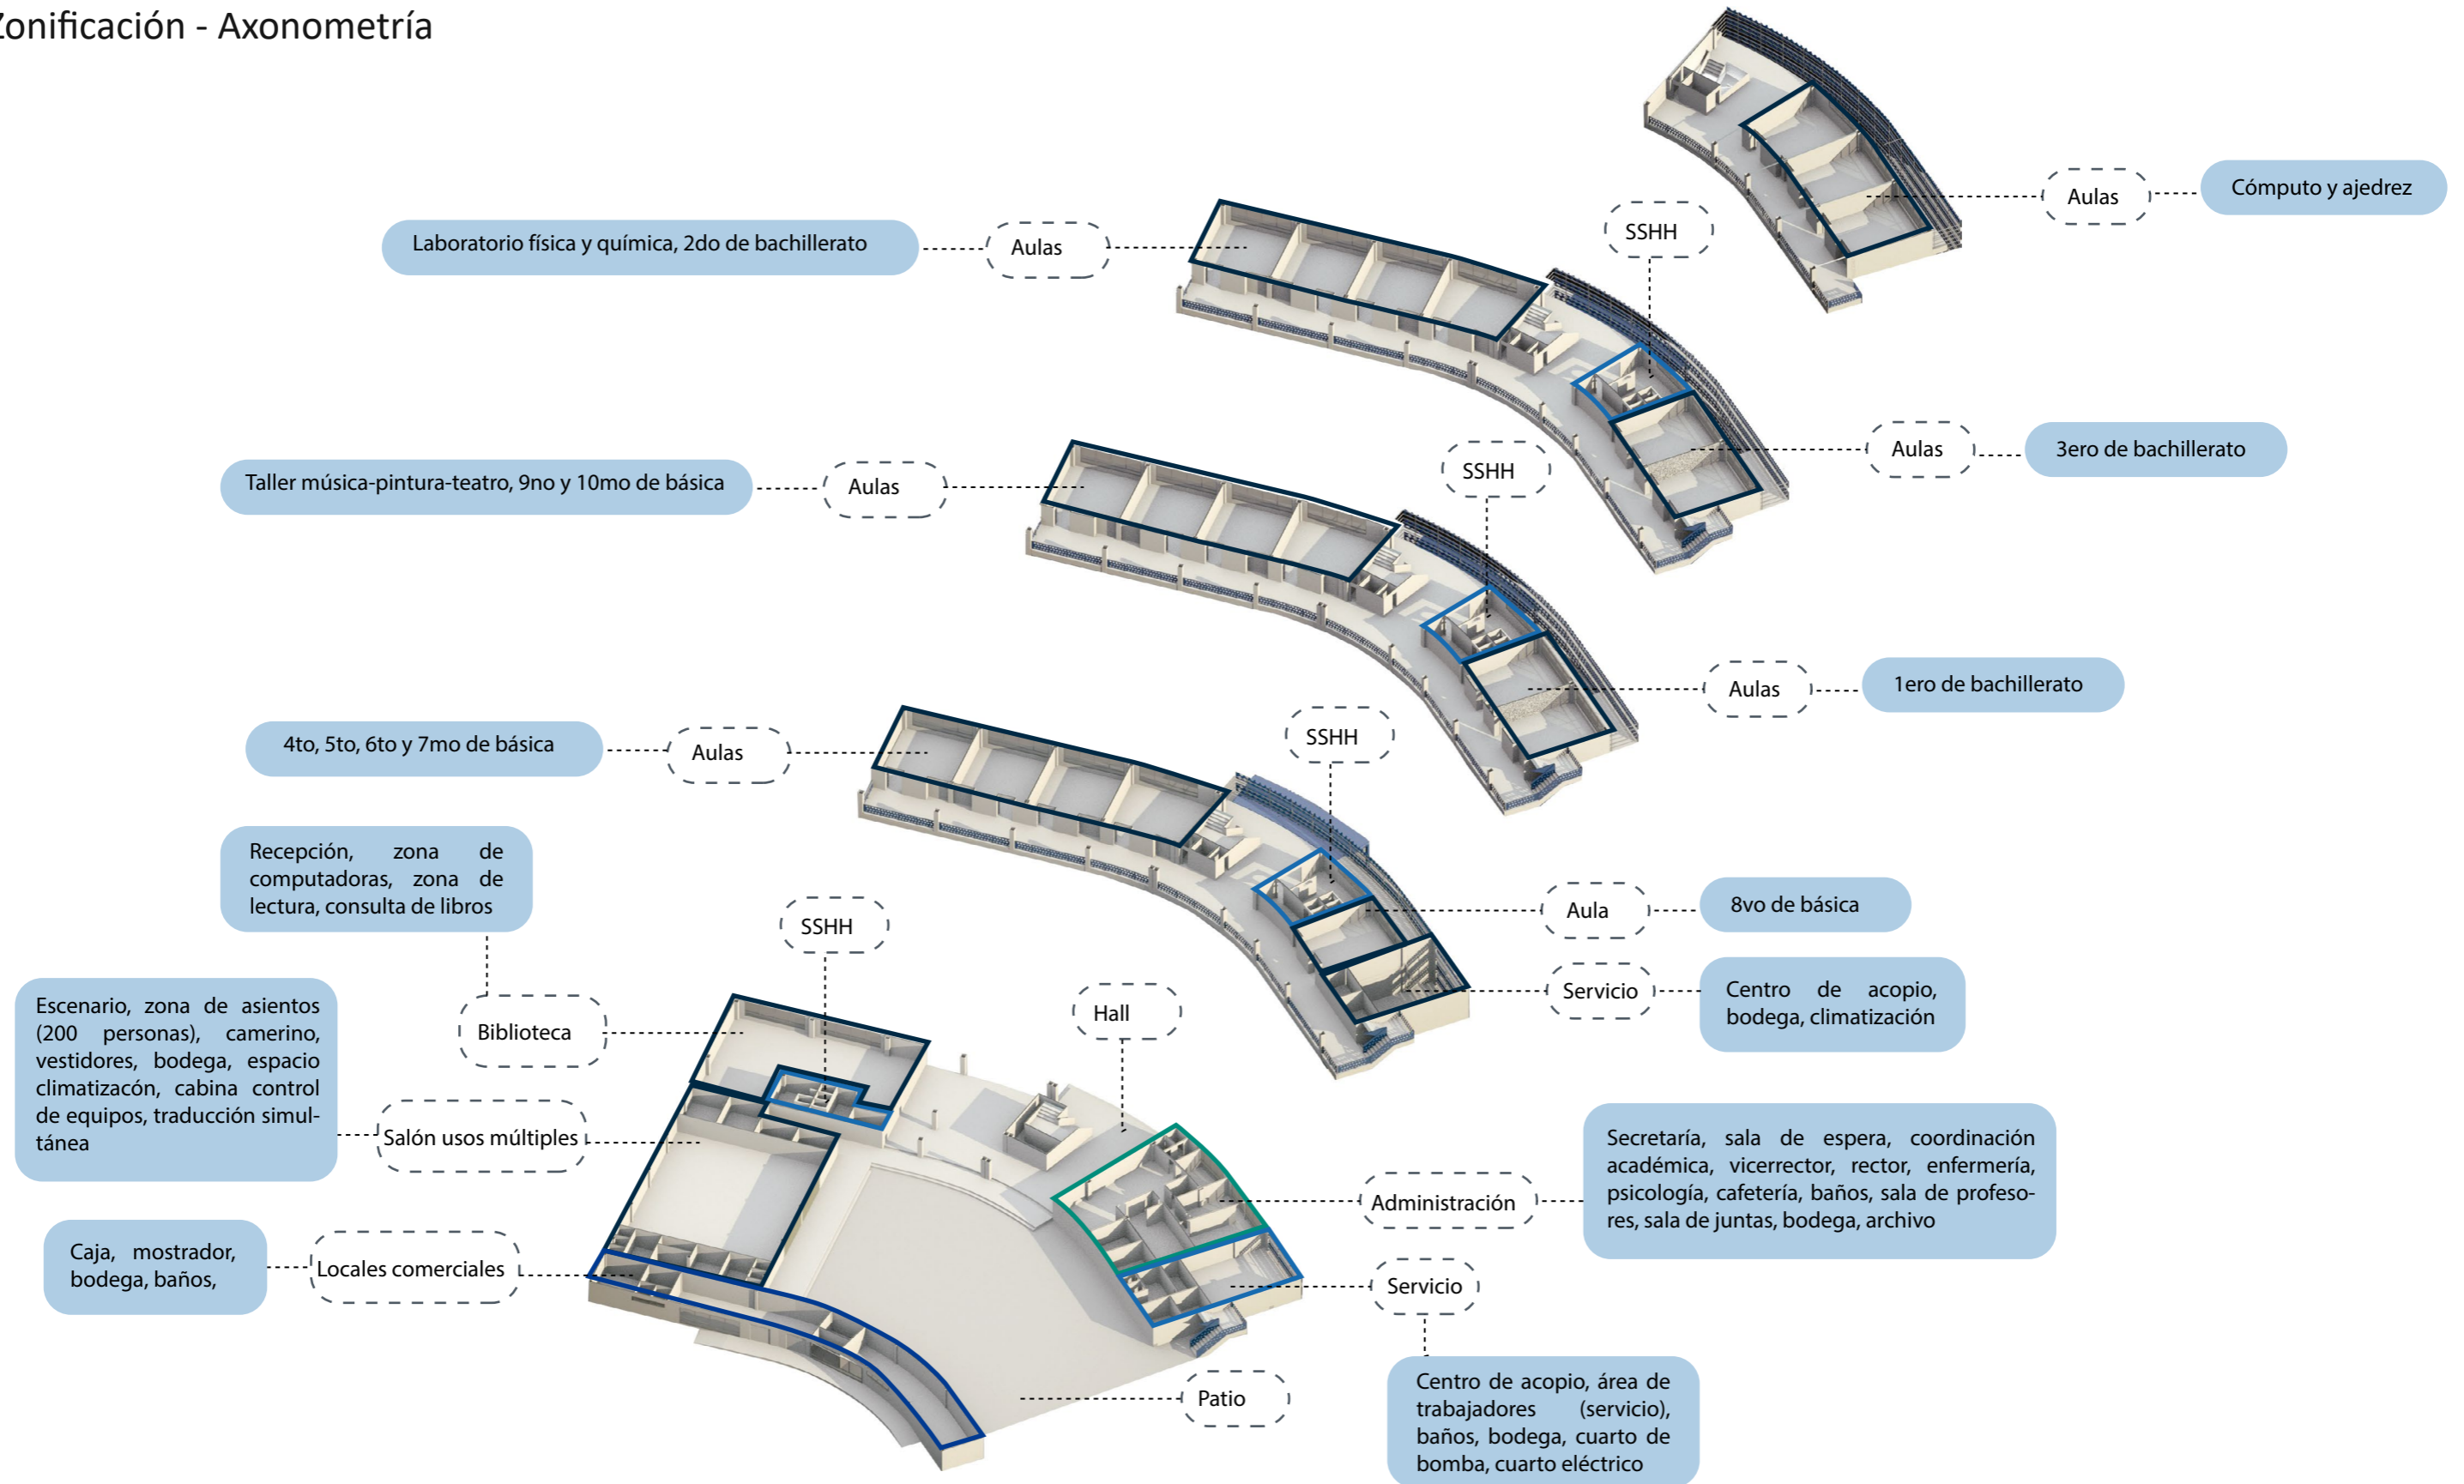 Zonificación - Axonometría
Aulas
Cómputo y ajedrez
Laboratorio física y química, 2do de bachillerato
Aulas
SSHH
Aulas
3ero de bachillerato
Taller música-pintura-teatro, 9no y 10mo de básica
Aulas
SSHH
Aulas
1ero de bachillerato
4to, 5to, 6to y 7mo de básica
Aulas
SSHH
Aula
8vo de básica
Servicio
Centro de acopio,
bodega, climatización
Recepción, zona de
computadoras, zona de
lectura, consulta de libros
SSHH
Biblioteca
Hall
Escenario, zona de asientos
(200 personas), camerino,
vestidores, bodega, espacio
climatizacón, cabina control
de equipos, traducción simul-
tánea
Salón usos múltiples
Administración
Secretaría, sala de espera, coordinación
académica, vicerrector, rector, enfermería,
psicología, cafetería, baños, sala de profeso-
res, sala de juntas, bodega, archivo
Caja, mostrador,
bodega, baños,
Locales comerciales
Servicio
Patio
Centro de acopio, área de
trabajadores (servicio),
baños, bodega, cuarto de
bomba, cuarto eléctrico